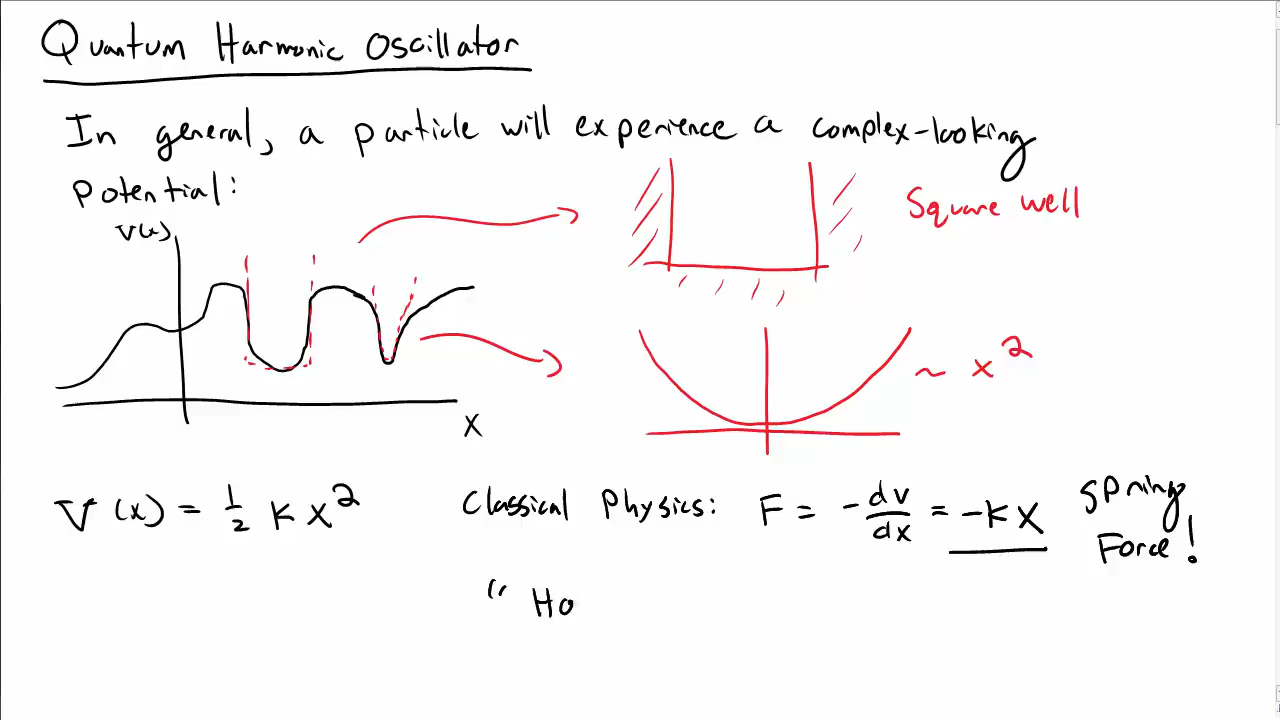 Quantum Harmonic Oscillator
In general, a particle will experience a complex-looking
Potential:
V(x)
Square well
~ x²
X
V(x) = 1/2 K x²
Classical Physics: F = -dv/dx = -Kx
Spring
Force!
" Ho